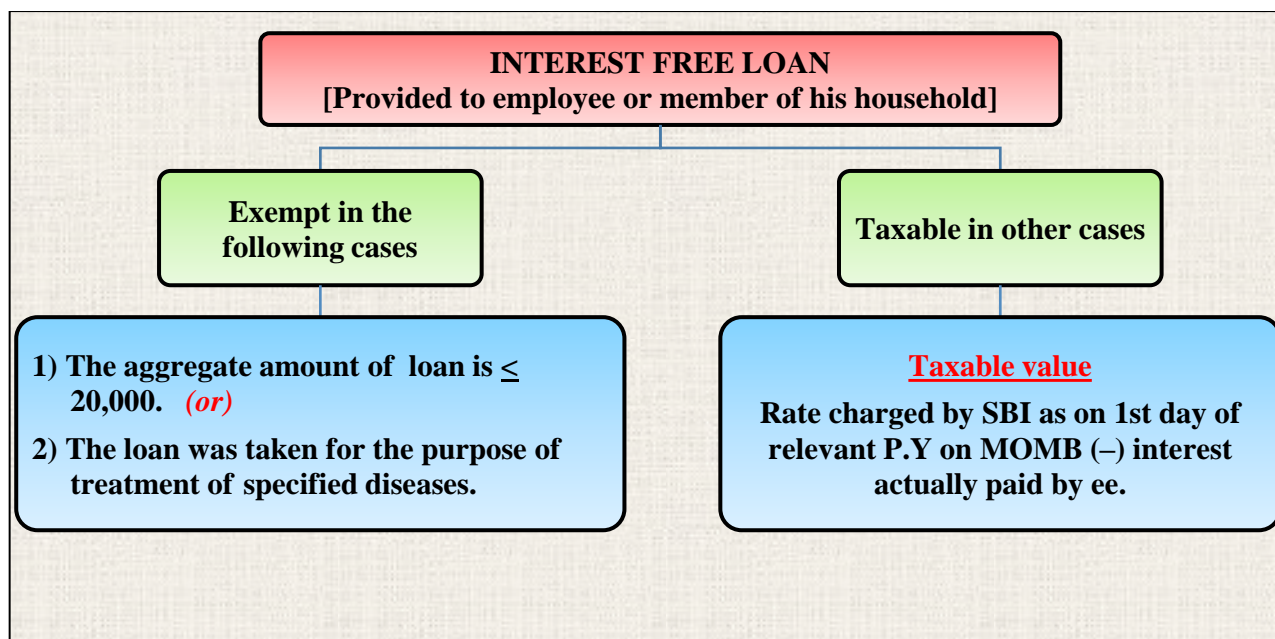 INTEREST FREE LOAN
[Provided to employee or member of his household]
Exempt in the
following cases
Taxable in other cases
1) The aggregate amount of loan is ≤
20,000. (or)
2) The loan was taken for the purpose of
treatment of specified diseases.
Taxable value
Rate charged by SBI as on 1st day of
relevant P.Y on MOMB (–) interest
actually paid by ee.